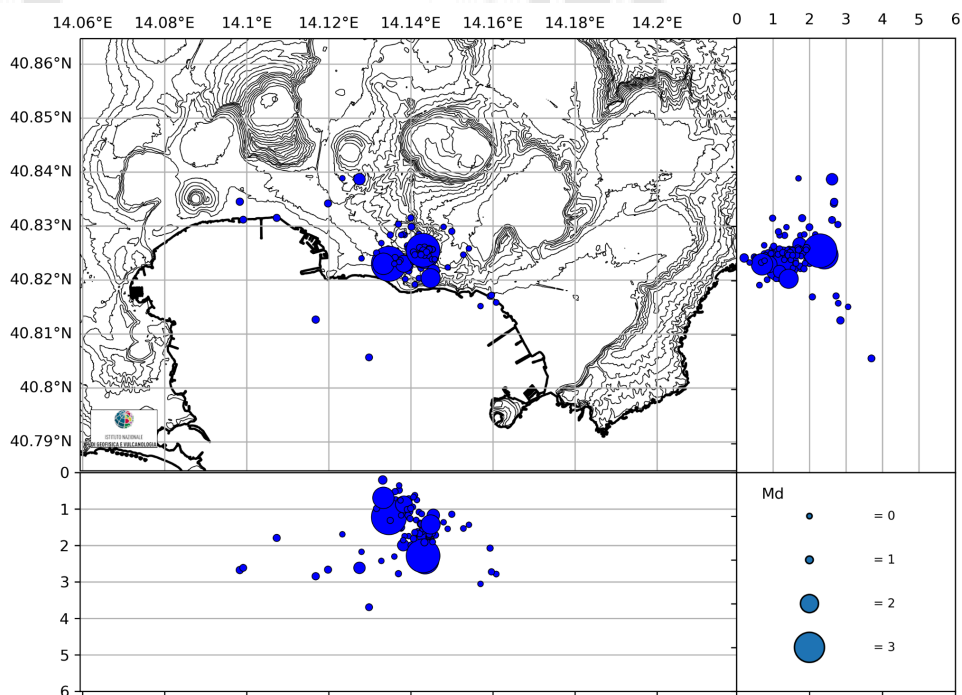 14.06°E 14.08°E 14.1°E 14.12°E 14.14°E 14.16°E 14.18°E 14.2°E 0 1 2 3 4 5 6
40.86°N
40.85°N
40.84°N
40.83°N
40.82°N
40.81°N
40.8°N
40.79°N
ISTITUTO NAZIONALE
DI GEOFISICA E VULCANOLOGIA
0
1
2
3
4
5
6
Md
= 0
= 1
= 2
= 3